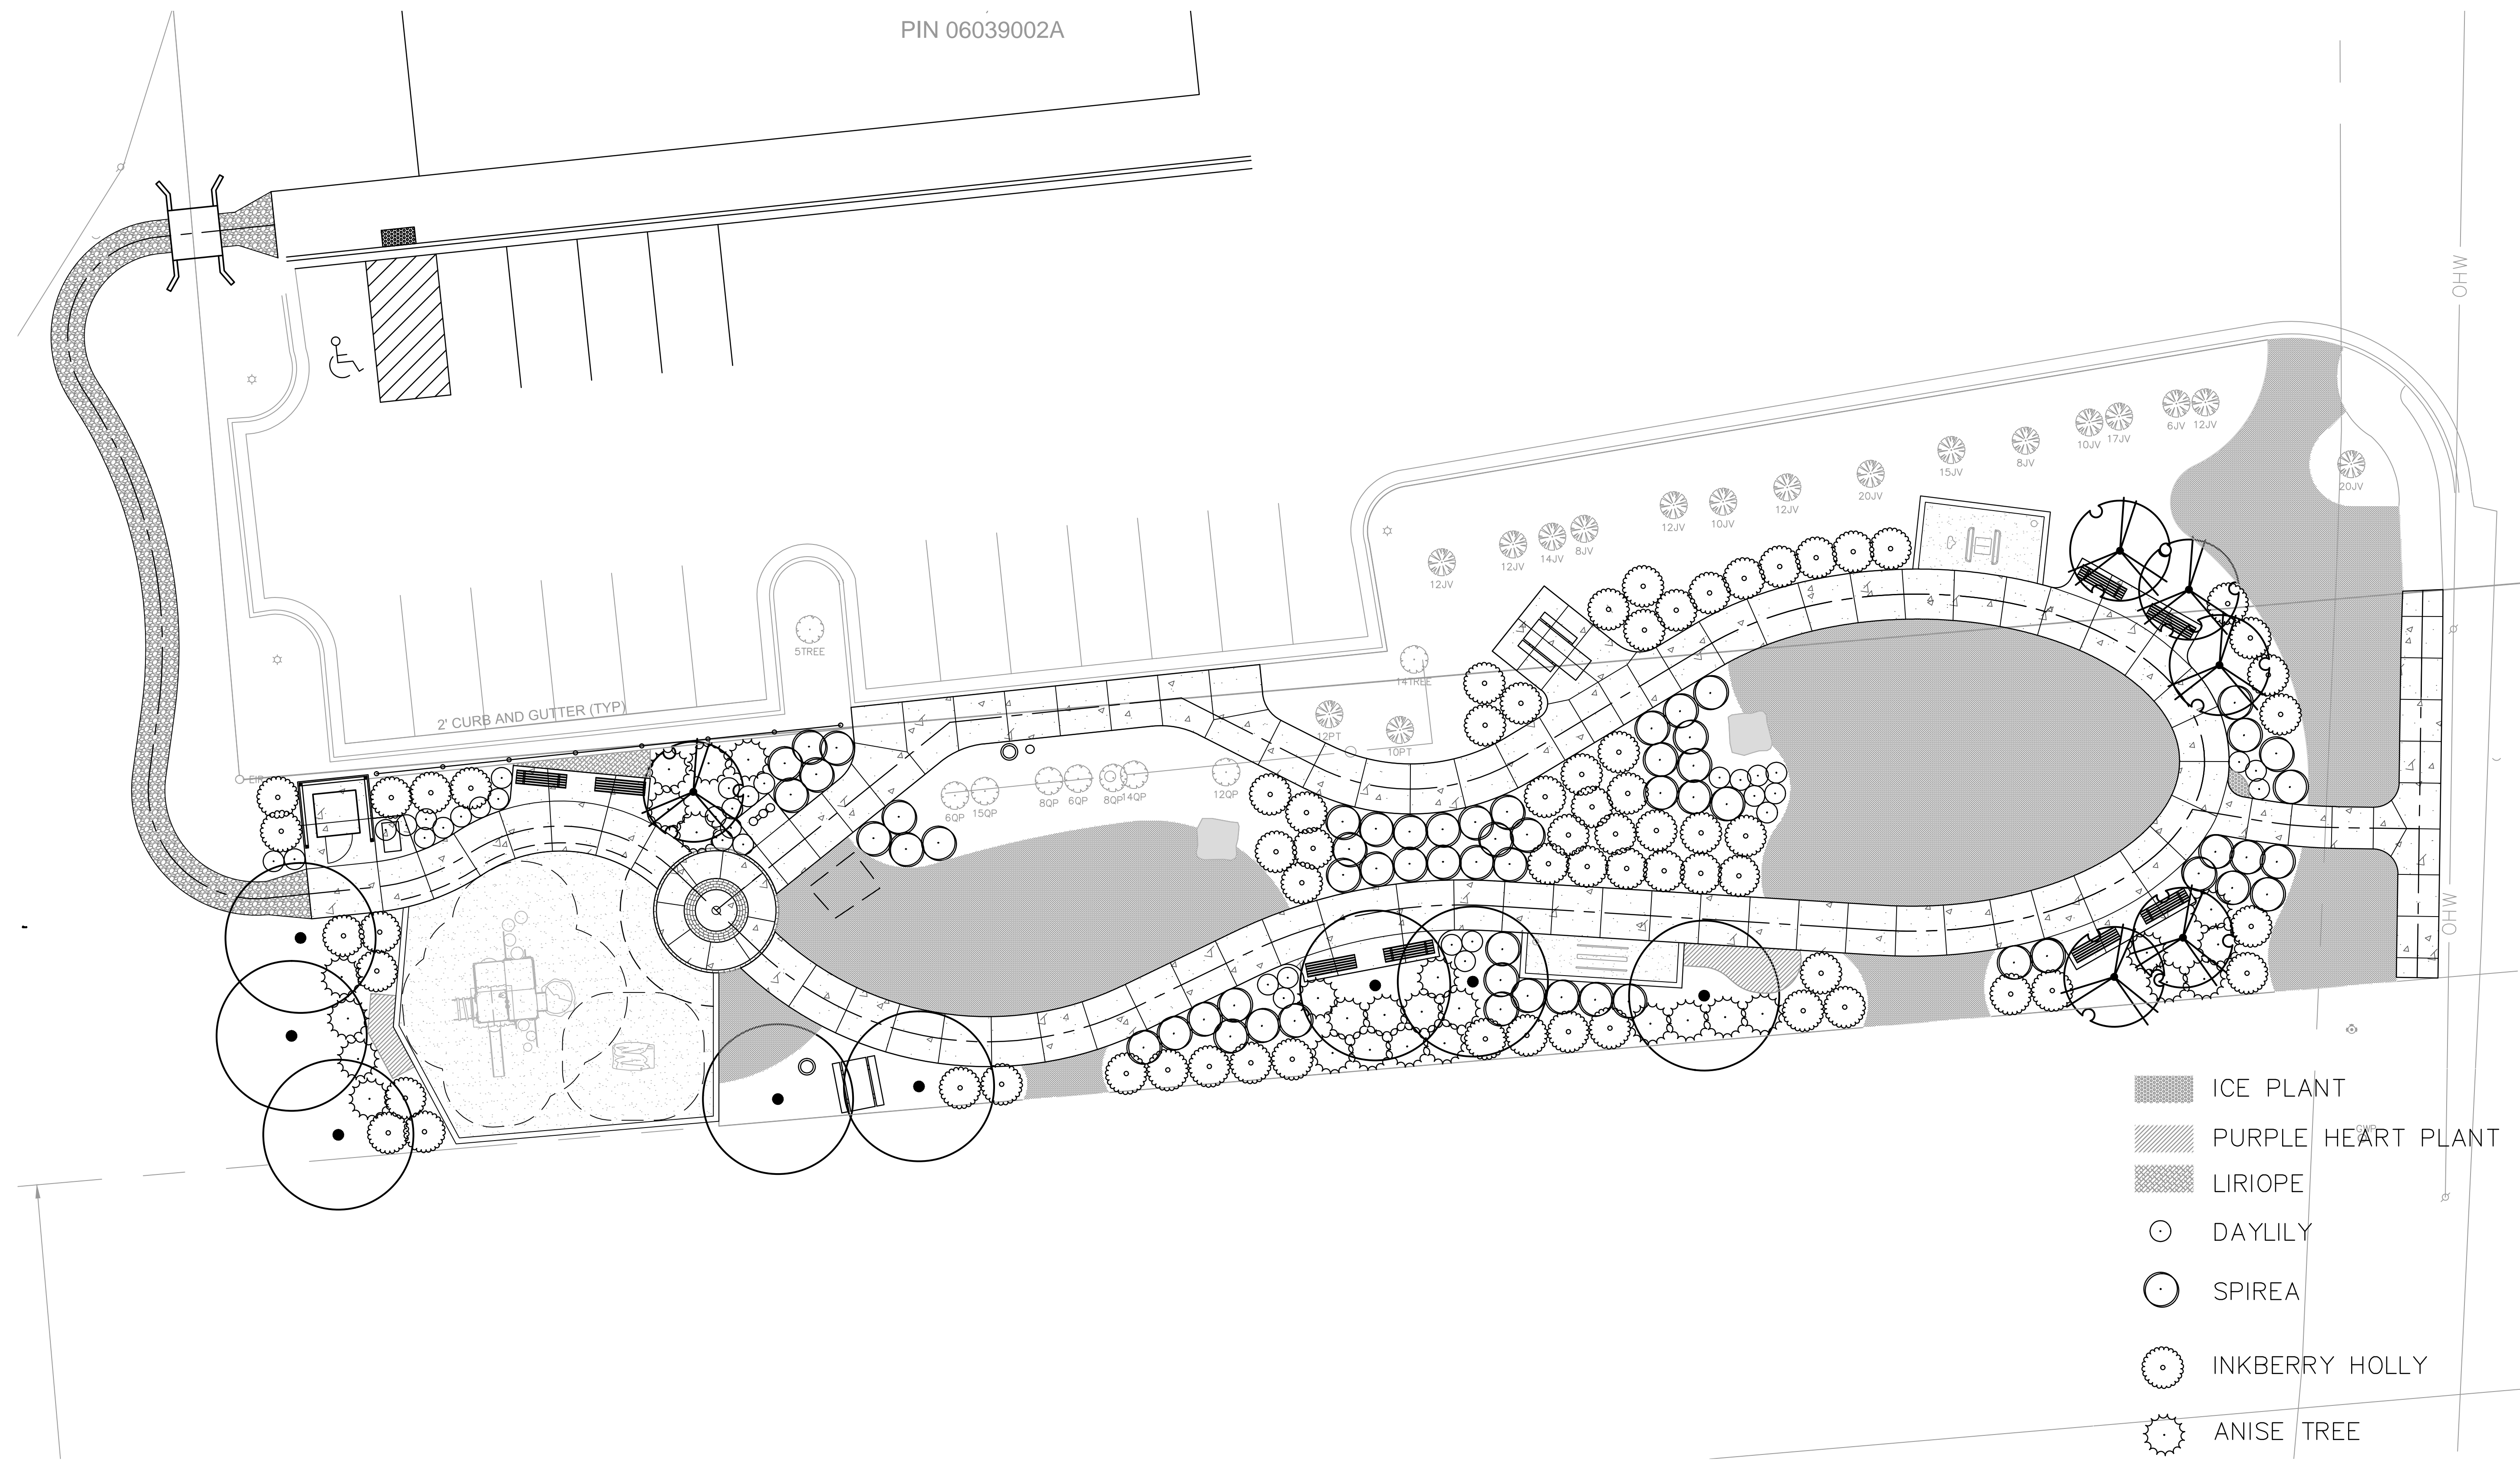 PIN 06039002A
OHW
6JV
12JV
10JV
17JV
8JV
15JV
20JV
20JV
12JV
10JV
12JV
8JV
14JV
12JV
12JV
5TREE
14TREE
2' CURB AND GUTTER (TYP)
12PT
10PT
EIP
12QP
8QP
6QP
8QP
14QP
6QP
15QP
OHW
ICE PLANT
GWP
PURPLE HEART PLANT
LIRIOPE
DAYLILY
SPIREA
INKBERRY HOLLY
ANISE TREE